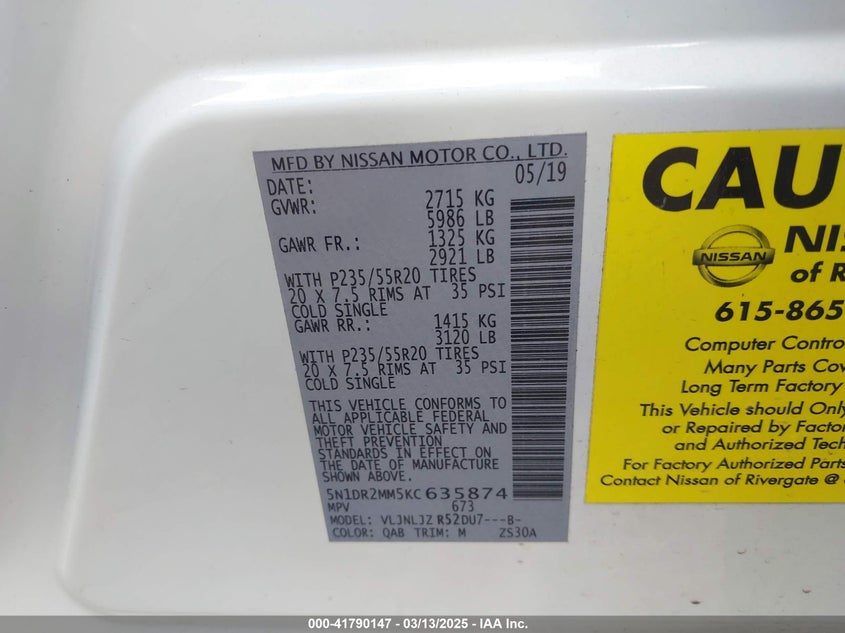 MFD BY NISSAN MOTOR CO., LTD.
DATE: 05/19
GVWR: 2715 KG
5986 LB
GAWR FR.: 1325 KG
2921 LB
WITH P235/55R20 TIRES
20 X 7.5 RIMS AT 35 PSI
COLD SINGLE
GAWR RR.: 1415 KG
3120 LB
WITH P235/55R20 TIRES
20 X 7.5 RIMS AT 35 PSI
COLD SINGLE
THIS VEHICLE CONFORMS TO
ALL APPLICABLE FEDERAL
MOTOR VEHICLE SAFETY AND
THEFT PREVENTION
STANDARDS IN EFFECT ON
THE DATE OF MANUFACTURE
SHOWN ABOVE.
5N1DR2MM5KC635874
MPV 673
MODEL: VLJNLJZ R52DU7---B-
COLOR: QAB TRIM: M ZS30A
CAU
NISSAN
NIS
of R
615-865
Computer Contro
Many Parts Cov
Long Term Factory
This Vehicle should Only
or Repaired by Factor
and Authorized Tech
For Factory Authorized Parts
Contact Nissan of Rivergate @
000-41790147 - 03/13/2025 - IAA Inc.